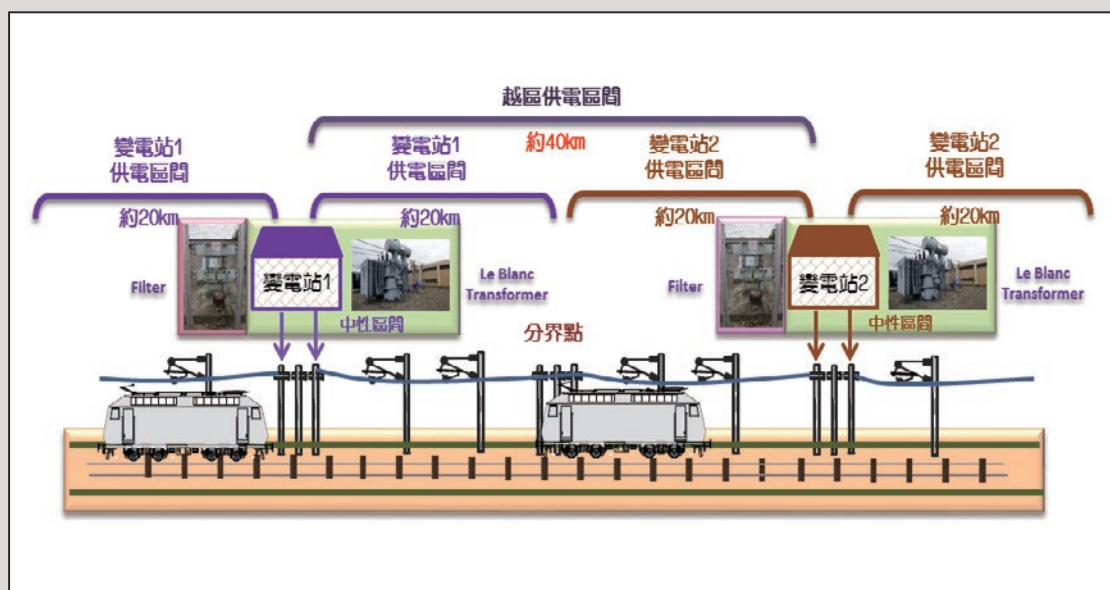 越區供電區間
約40km
變電站1
供電區間
約20km
變電站1
供電區間
約20km
變電站2
供電區間
約20km
變電站2
供電區間
約20km
Filter
變電站1
Le Blanc
Transformer
中性區間
分界點
Filter
變電站2
Le Blanc
Transformer
中性區間